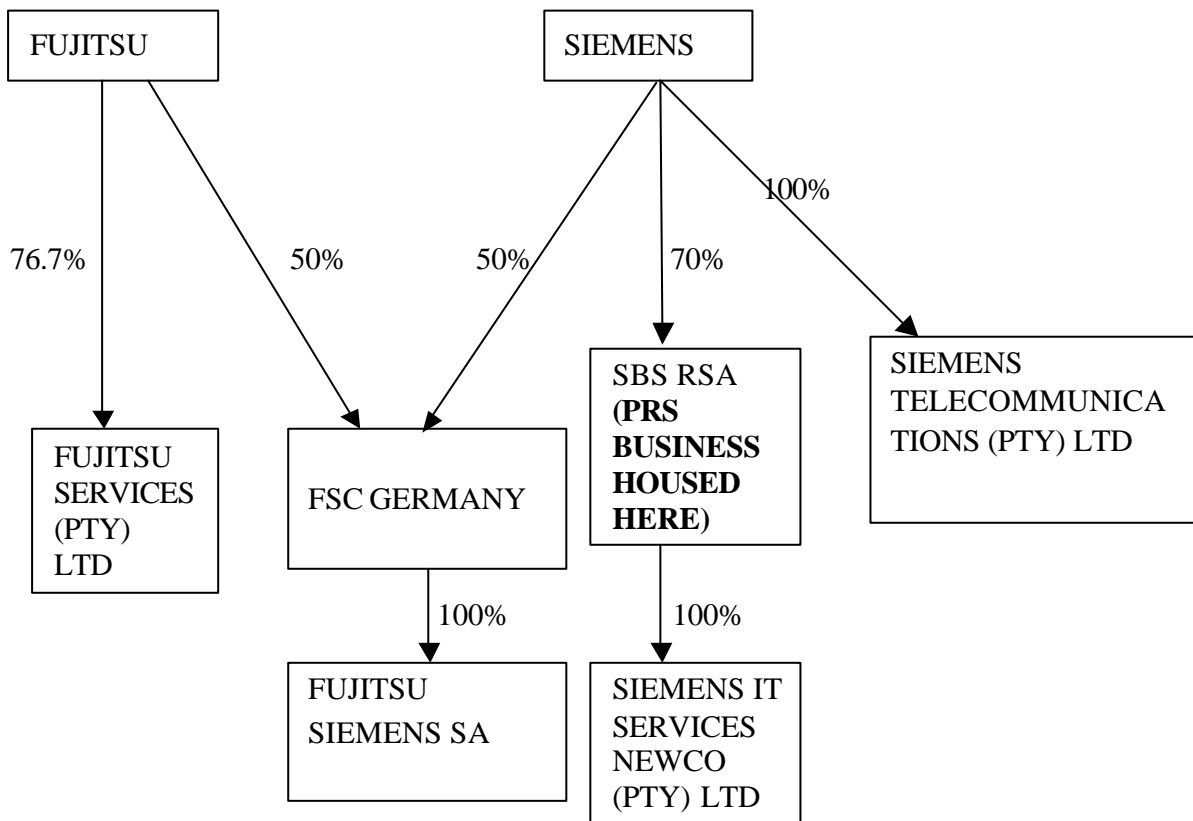 FUJITSU
SIEMENS
100%
76.7%
50%
50%
70%
SBS RSA
(PRS
BUSINESS
HOUSED
HERE)
SIEMENS
TELECOMMUNICA
TIONS (PTY) LTD
FUJITSU
SERVICES
(PTY)
LTD
FSC GERMANY
100%
100%
FUJITSU
SIEMENS SA
SIEMENS IT
SERVICES
NEWCO
(PTY) LTD